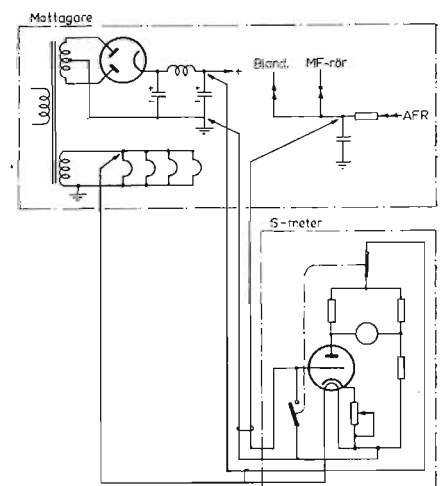 Mottagare
Bland. MF-rör
+
AFR
+ +
- -
S-meter